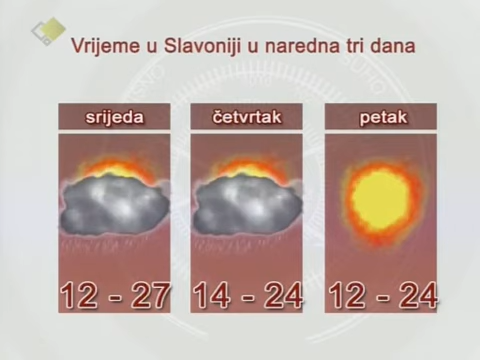 Vrijeme u Slavoniji u naredna tri dana
srijeda četvrtak petak
12 - 27 14 - 24 12 - 24